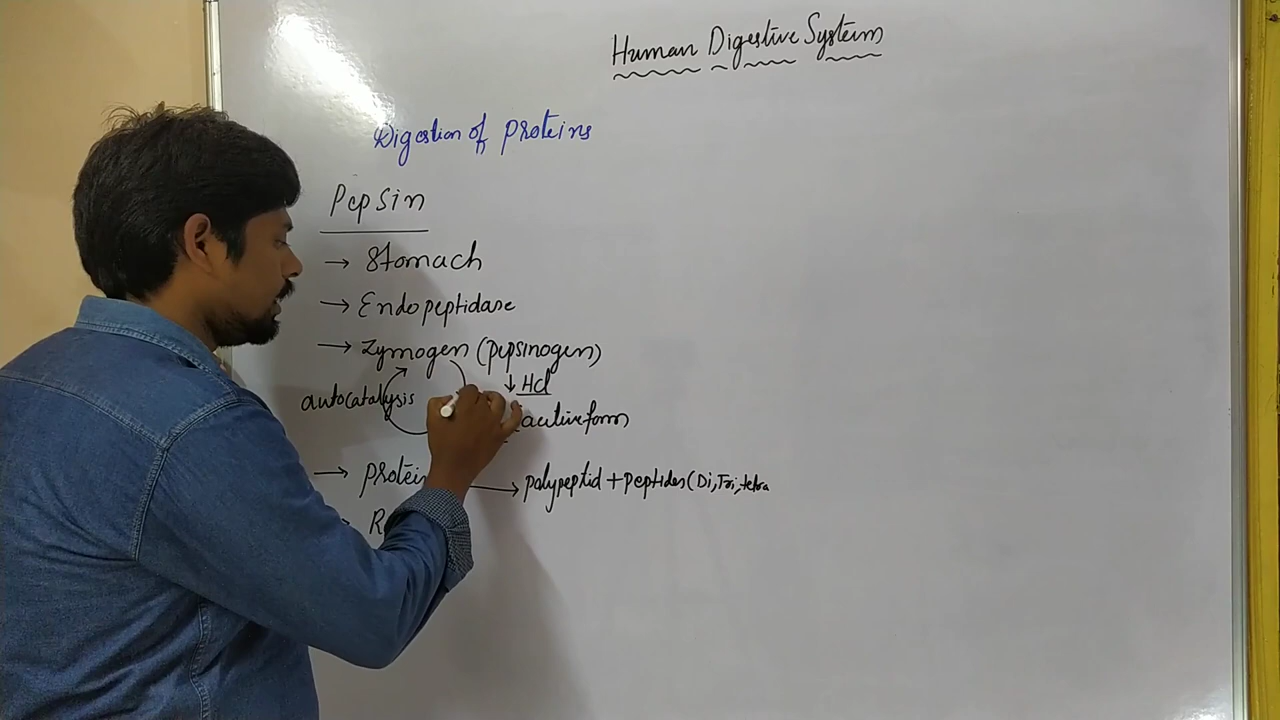 Human Digestive System
Digestion of proteins
Pepsin
→ Stomach
→ Endopeptidase
→ Zymogen (pepsinogen)
↓ HCl
autocatalysis
active form
→ protein → polypeptid + peptides (Di, Tri, tetra